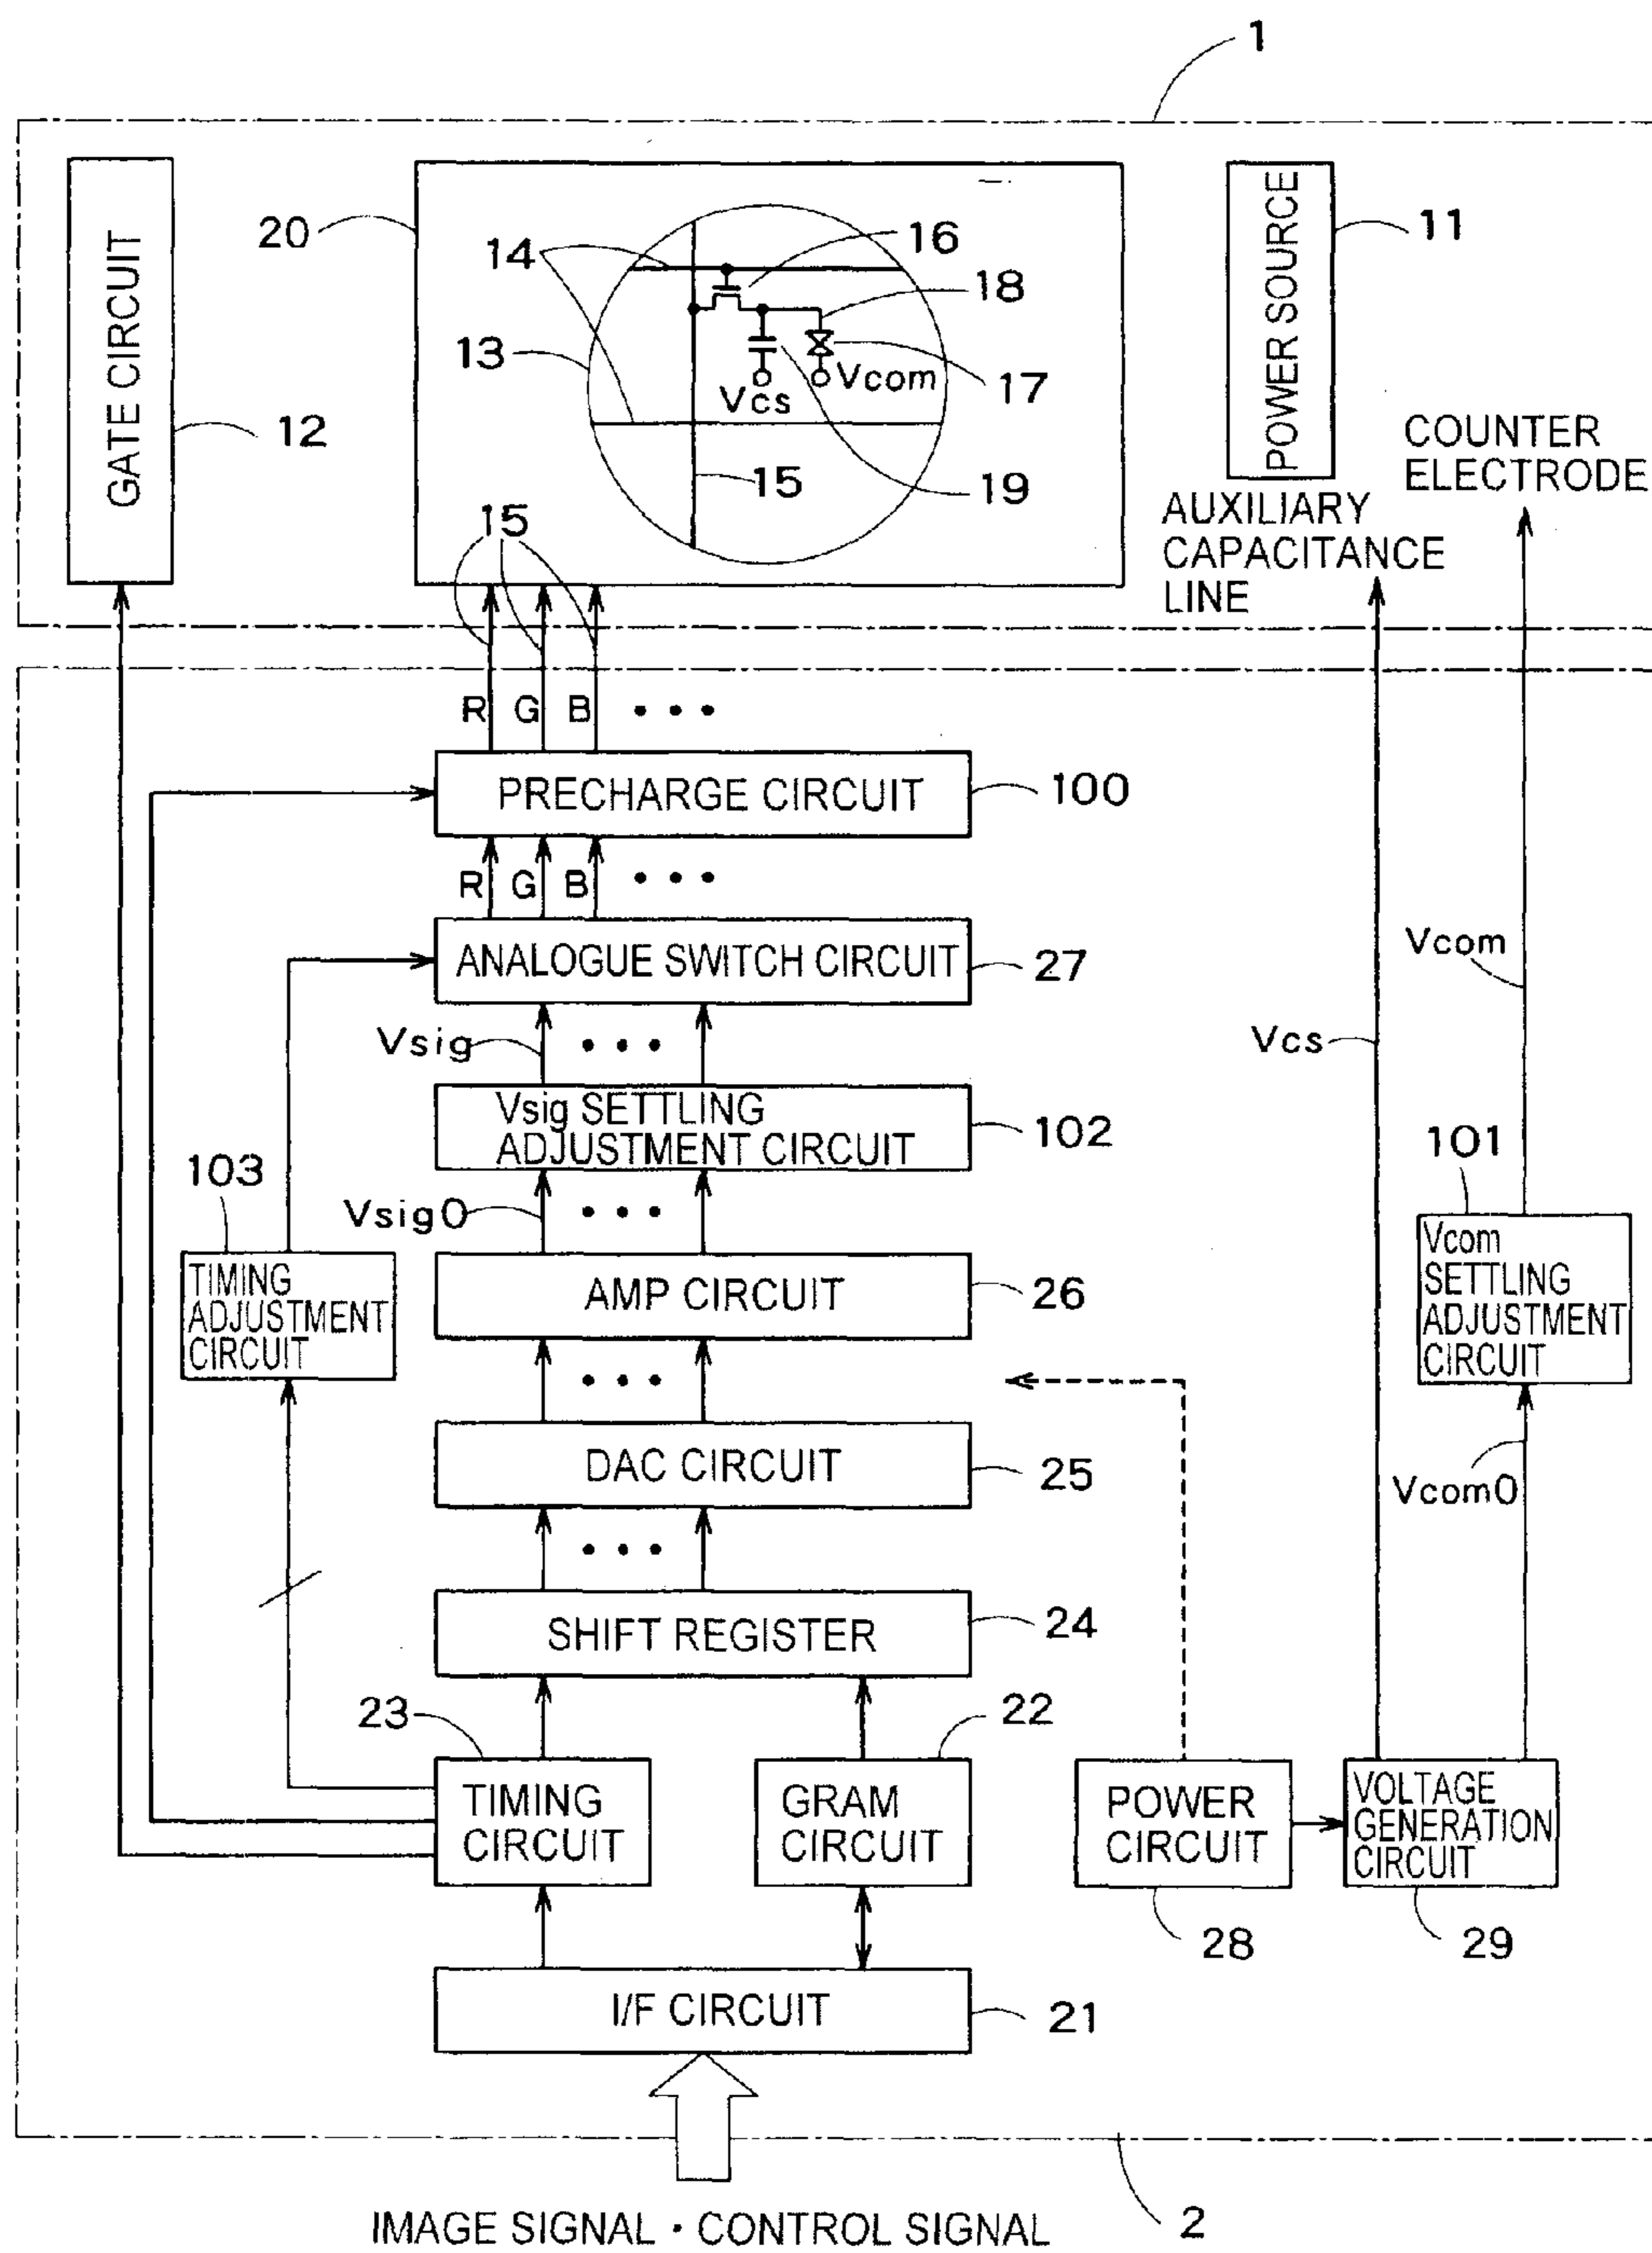 1
GATE CIRCUIT
12
20
13
14
16
18
17
Vcs
Vcom
15
19
POWER SOURCE
11
COUNTER
ELECTRODE
AUXILIARY
CAPACITANCE
LINE
15
R G B • • •
PRECHARGE CIRCUIT
100
R G B • • •
ANALOGUE SWITCH CIRCUIT
27
Vcom
Vsig
• • •
Vcs
Vsig SETTLING
ADJUSTMENT CIRCUIT
102
101
103
Vsig0
• • •
Vcom
SETTLING
ADJUSTMENT
CIRCUIT
TIMING
ADJUSTMENT
CIRCUIT
AMP CIRCUIT
26
• • •
DAC CIRCUIT
25
Vcom0
• • •
SHIFT REGISTER
24
23
22
TIMING
CIRCUIT
GRAM
CIRCUIT
POWER
CIRCUIT
VOLTAGE
GENERATION
CIRCUIT
28
29
I/F CIRCUIT
21
2
IMAGE SIGNAL • CONTROL SIGNAL